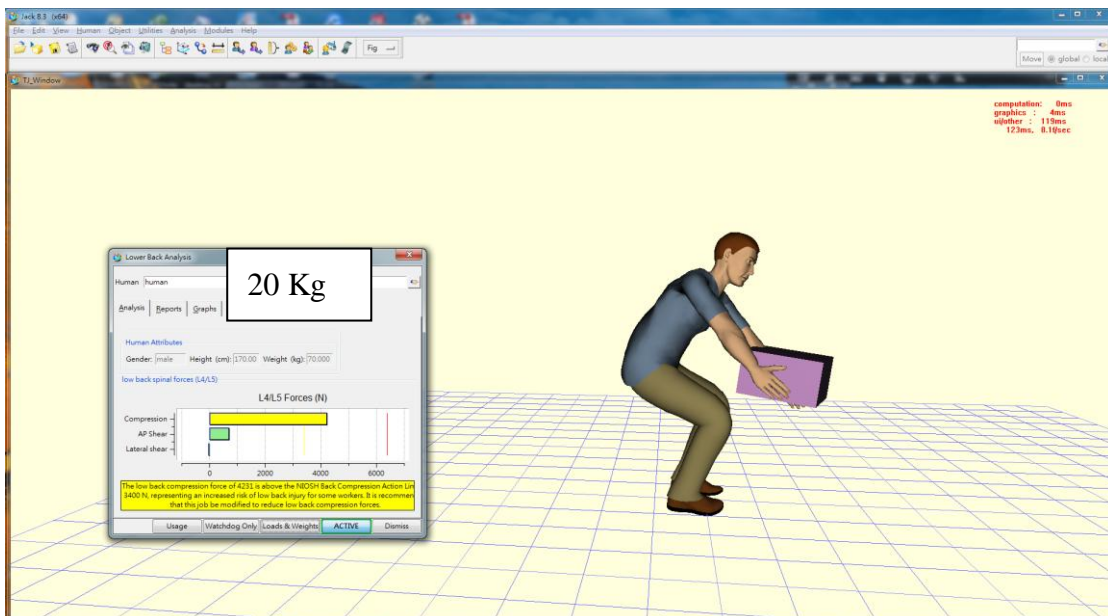 Jack 8.3 (x64)
File Edit View Human Object Utilities Analysis Modules Help
Fig
Move global local
TJ_Window
computation: 0ms
graphics : 4ms
ui/other : 119ms
123ms, 8.1f/sec
Lower Back Analysis
20 Kg
Human human
Analysis Reports Graphs
Human Attributes
Gender: male Height (cm): 170.00 Weight (kg): 70.000
low back spinal forces (L4/L5)
L4/L5 Forces (N)
Compression
AP Shear
Lateral shear
0 2000 4000 6000
The low back compression force of 4231 is above the NIOSH Back Compression Action Lin
3400 N, representing an increased risk of low back injury for some workers. It is recommen
that this job be modified to reduce low back compression forces.
Usage Watchdog Only Loads & Weights ACTIVE Dismiss